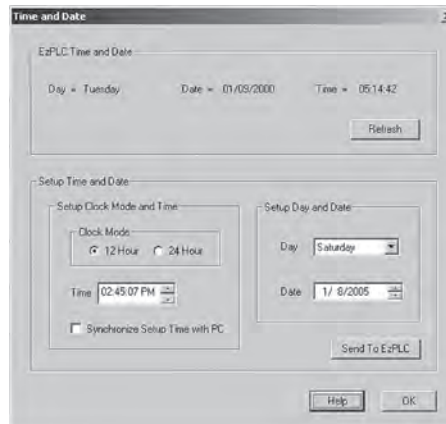 Time and Date
EzPLC Time and Date
Day = Tuesday Date = 01/09/2000 Time = 05:14:42
Refresh
Setup Time and Date
Setup Clock Mode and Time
Clock Mode
12 Hour 24 Hour
Time 02:45:07 PM
Synchronize Setup Time with PC
Setup Day and Date
Day Saturday
Date 1/ 8/2005
Send To EzPLC
Help OK